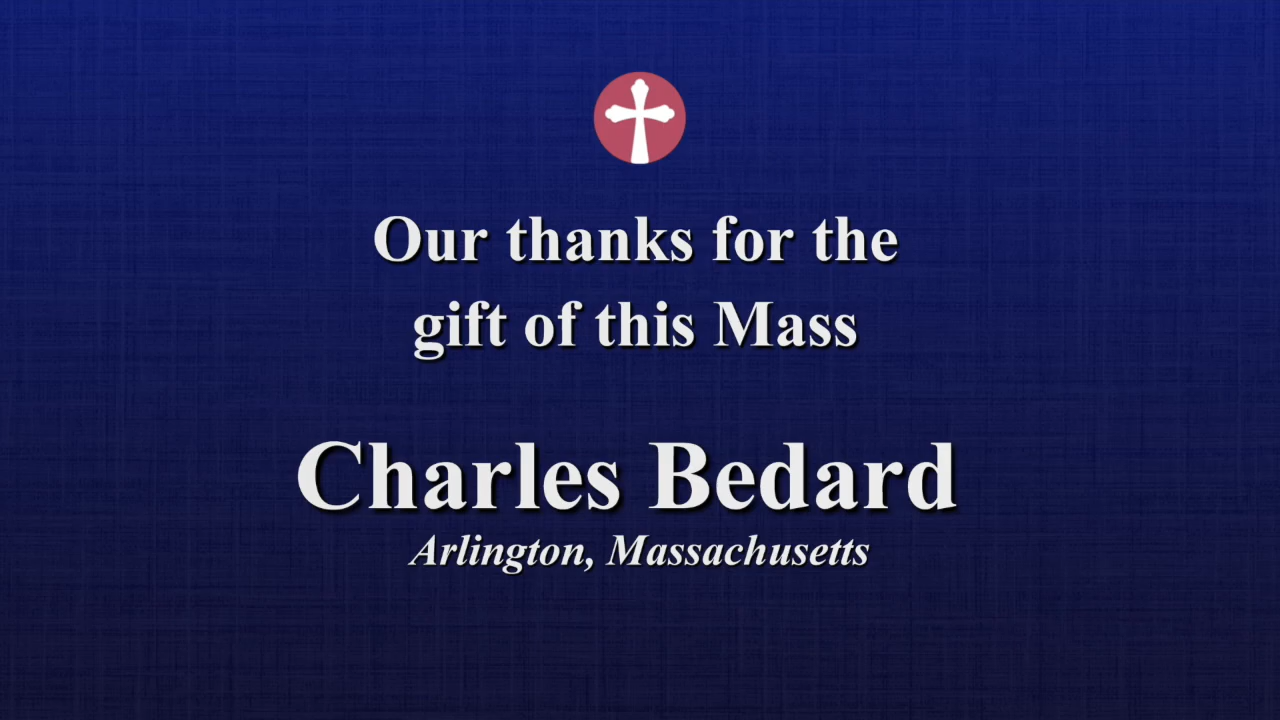 Our thanks for the
gift of this Mass
Charles Bedard
Arlington, Massachusetts